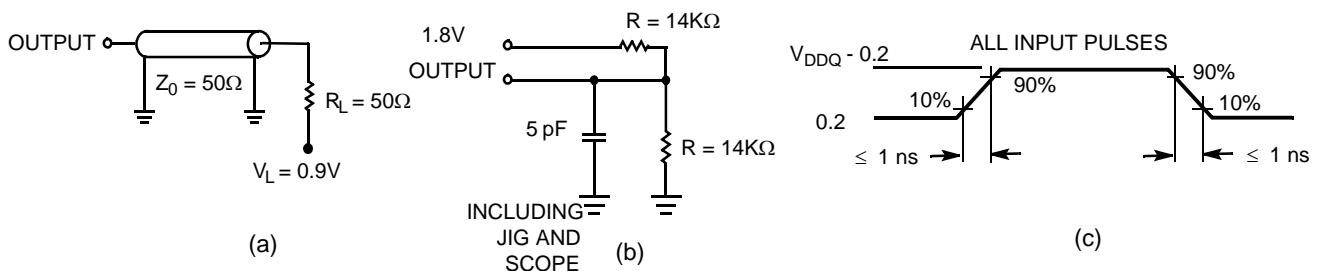 OUTPUT
Z0 = 50Ω
RL = 50Ω
VL = 0.9V
(a)
R = 14KΩ
1.8V
OUTPUT
5 pF
R = 14KΩ
INCLUDING
JIG AND
SCOPE
(b)
ALL INPUT PULSES
VDDQ - 0.2
90%
90%
10%
10%
0.2
≤ 1 ns
≤ 1 ns
(c)